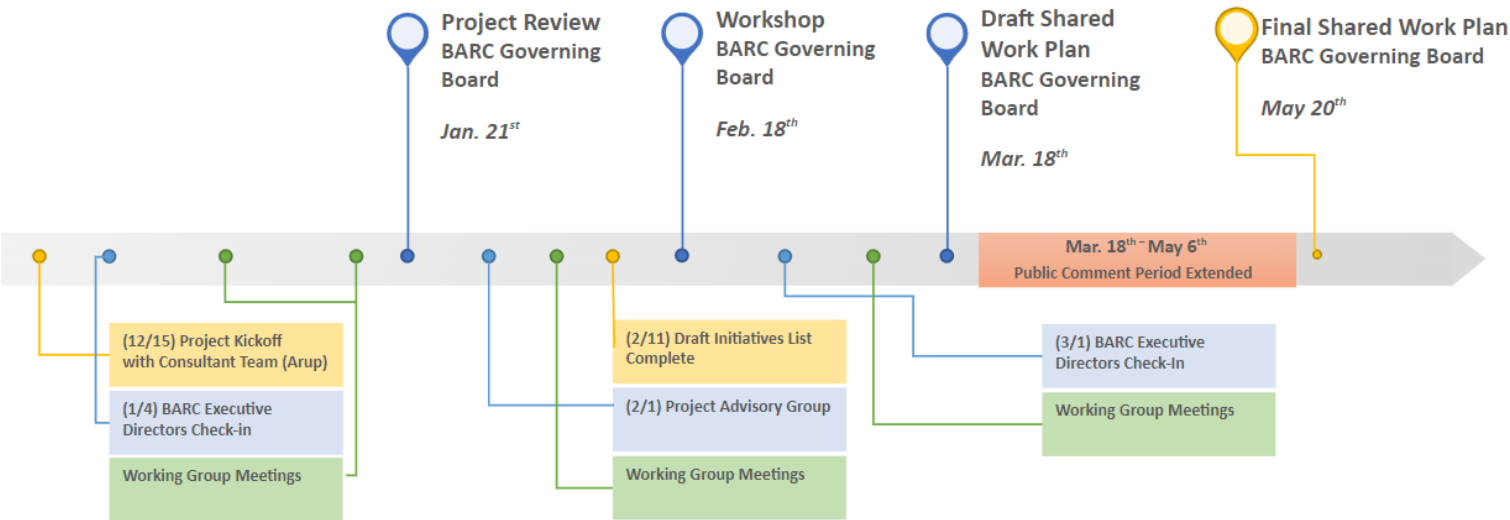 Project Review
BARC Governing
Board
Jan. 21st
Workshop
BARC Governing
Board
Feb. 18th
Draft Shared
Work Plan
BARC Governing
Board
Mar. 18th
Final Shared Work Plan
BARC Governing Board
May 20th
Mar. 18th – May 6th
Public Comment Period Extended
(12/15) Project Kickoff
with Consultant Team (Arup)
(1/4) BARC Executive
Directors Check-in
Working Group Meetings
(2/11) Draft Initiatives List
Complete
(2/1) Project Advisory Group
Working Group Meetings
(3/1) BARC Executive
Directors Check-In
Working Group Meetings